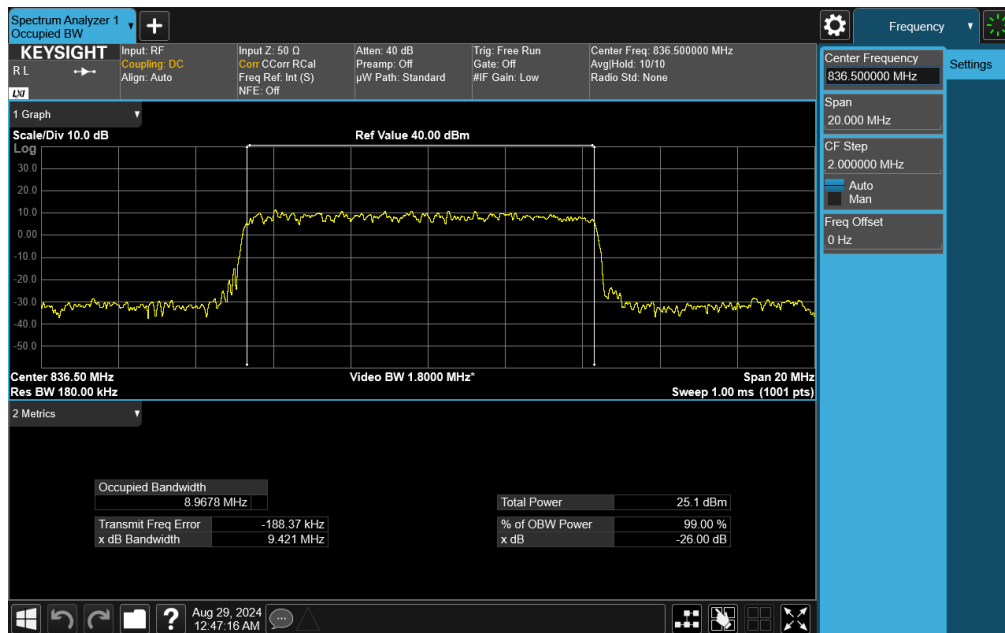 Spectrum Analyzer 1
Occupied BW
Frequency
KEYSIGHT
R L
LXI
Input: RF
Coupling: DC
Align: Auto
Input Z: 50 Ω
Corr CCorr RCal
Freq Ref: Int (S)
NFE: Off
Atten: 40 dB
Preamp: Off
µW Path: Standard
Trig: Free Run
Gate: Off
#IF Gain: Low
Center Freq: 836.500000 MHz
Avg|Hold: 10/10
Radio Std: None
Center Frequency
836.500000 MHz
Settings
Span
20.000 MHz
CF Step
2.000000 MHz
Auto
Man
Freq Offset
0 Hz
1 Graph
Scale/Div 10.0 dB
Ref Value 40.00 dBm
Log
30.0
20.0
10.0
0.00
-10.0
-20.0
-30.0
-40.0
-50.0
Center 836.50 MHz
Video BW 1.8000 MHz*
Span 20 MHz
Res BW 180.00 kHz
Sweep 1.00 ms (1001 pts)
2 Metrics
Occupied Bandwidth
8.9678 MHz
Total Power 25.1 dBm
Transmit Freq Error -188.37 kHz
% of OBW Power 99.00 %
x dB Bandwidth 9.421 MHz
x dB -26.00 dB
?
Aug 29, 2024
12:47:16 AM